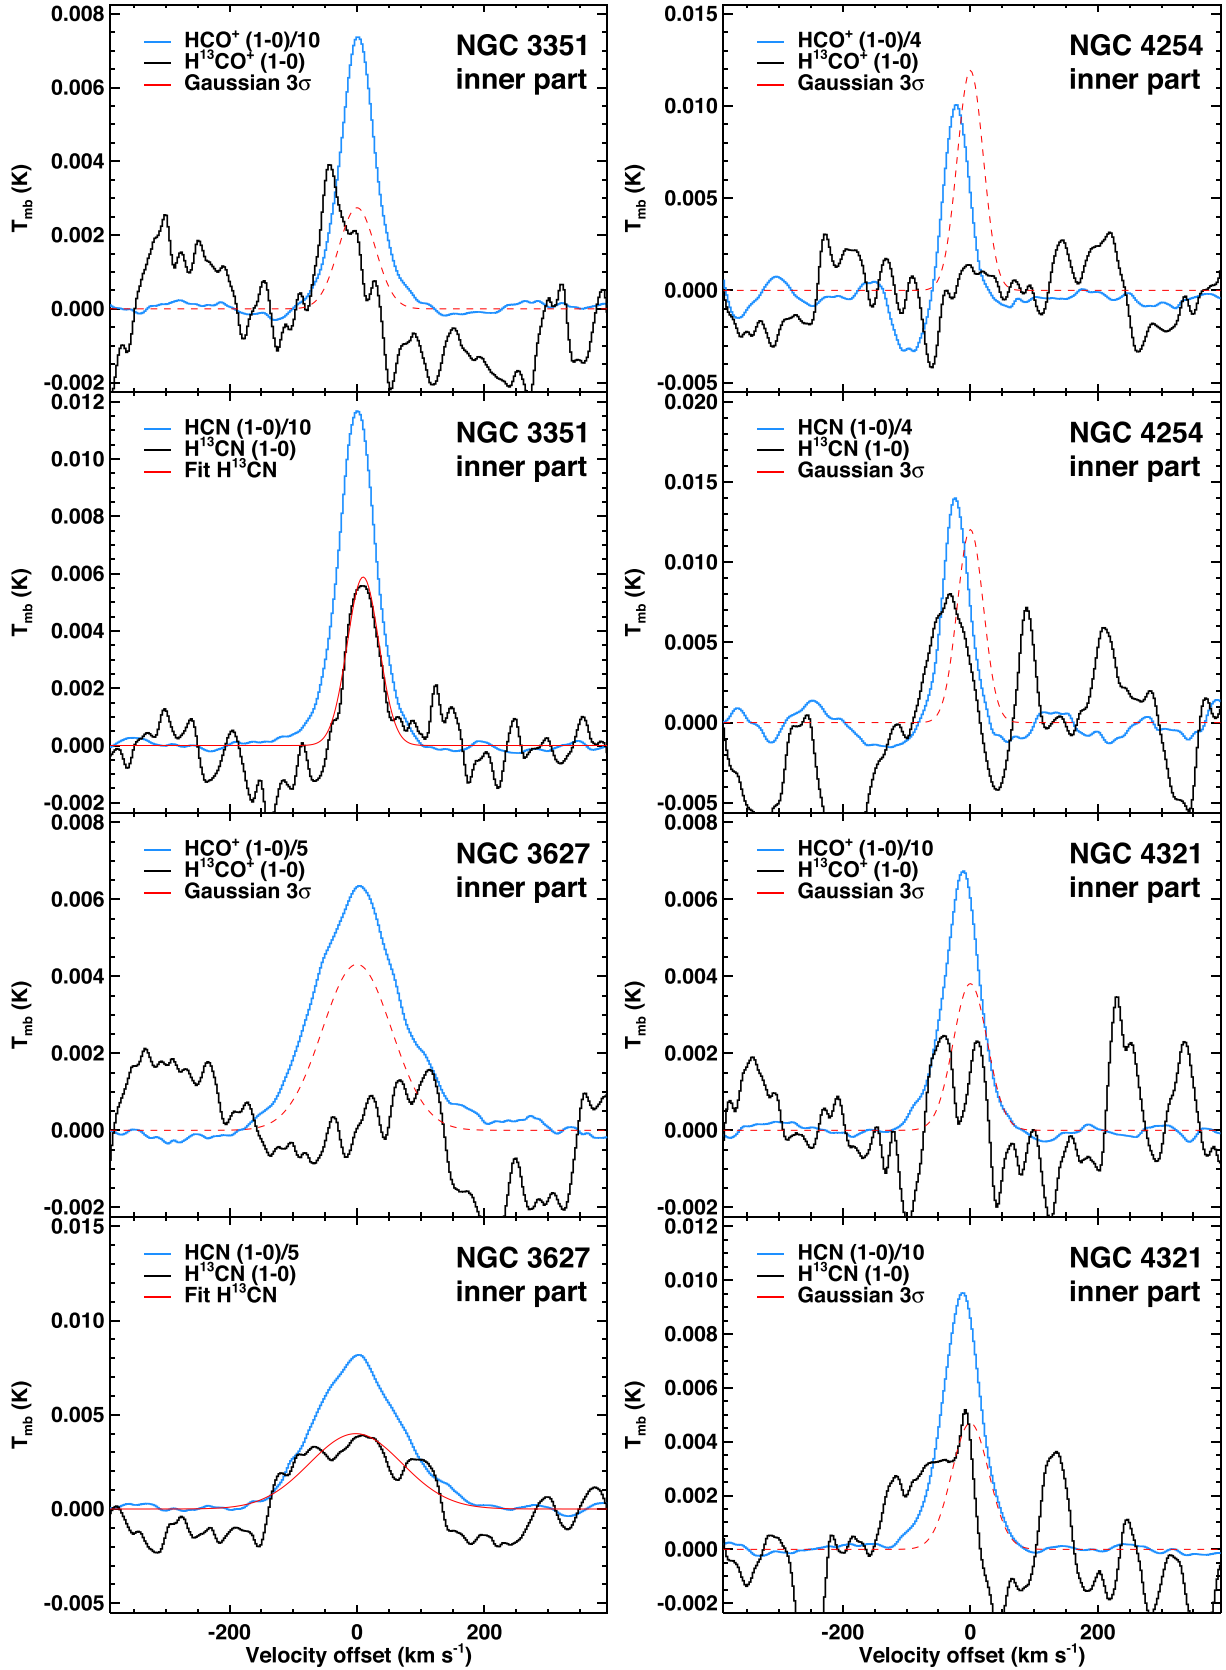 0.008
0.006
0.004
0.002
0.000
-0.002
T_mb (K)
HCO⁺ (1-0)/10
H¹³CO⁺ (1-0)
Gaussian 3σ
NGC 3351
inner part
0.015
0.010
0.005
0.000
-0.005
T_mb (K)
HCO⁺ (1-0)/4
H¹³CO⁺ (1-0)
Gaussian 3σ
NGC 4254
inner part
0.012
0.010
0.008
0.006
0.004
0.002
0.000
-0.002
T_mb (K)
HCN (1-0)/10
H¹³CN (1-0)
Fit H¹³CN
NGC 3351
inner part
0.020
0.015
0.010
0.005
0.000
-0.005
T_mb (K)
HCN (1-0)/4
H¹³CN (1-0)
Gaussian 3σ
NGC 4254
inner part
0.008
0.006
0.004
0.002
0.000
-0.002
T_mb (K)
HCO⁺ (1-0)/5
H¹³CO⁺ (1-0)
Gaussian 3σ
NGC 3627
inner part
0.008
0.006
0.004
0.002
0.000
-0.002
T_mb (K)
HCO⁺ (1-0)/10
H¹³CO⁺ (1-0)
Gaussian 3σ
NGC 4321
inner part
0.015
0.010
0.005
0.000
-0.005
T_mb (K)
HCN (1-0)/5
H¹³CN (1-0)
Fit H¹³CN
NGC 3627
inner part
-200 0 200
Velocity offset (km s⁻¹)
0.012
0.010
0.008
0.006
0.004
0.002
0.000
-0.002
T_mb (K)
HCN (1-0)/10
H¹³CN (1-0)
Gaussian 3σ
NGC 4321
inner part
-200 0 200
Velocity offset (km s⁻¹)